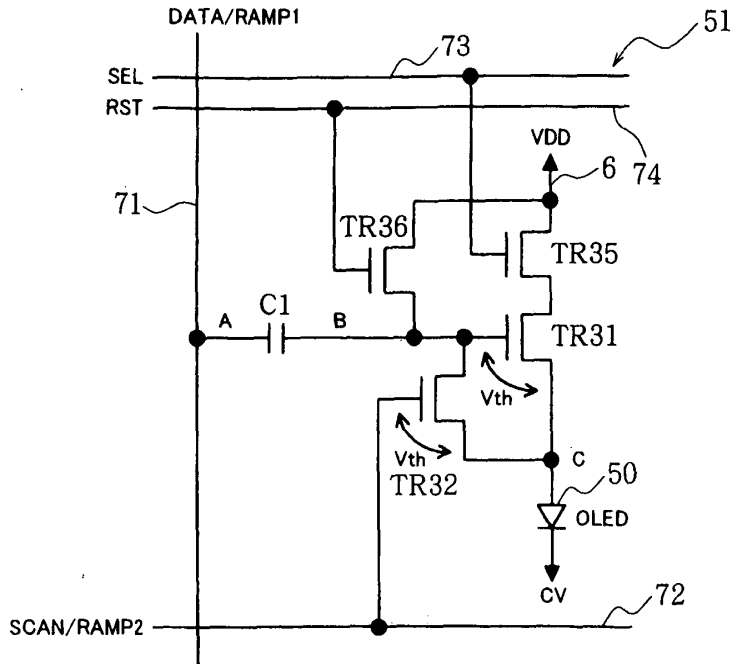 DATA/RAMP1
73
51
SEL
RST
VDD
6
74
71
TR36
TR35
A
C1
B
TR31
Vth
Vth
TR32
C
50
OLED
CV
72
SCAN/RAMP2